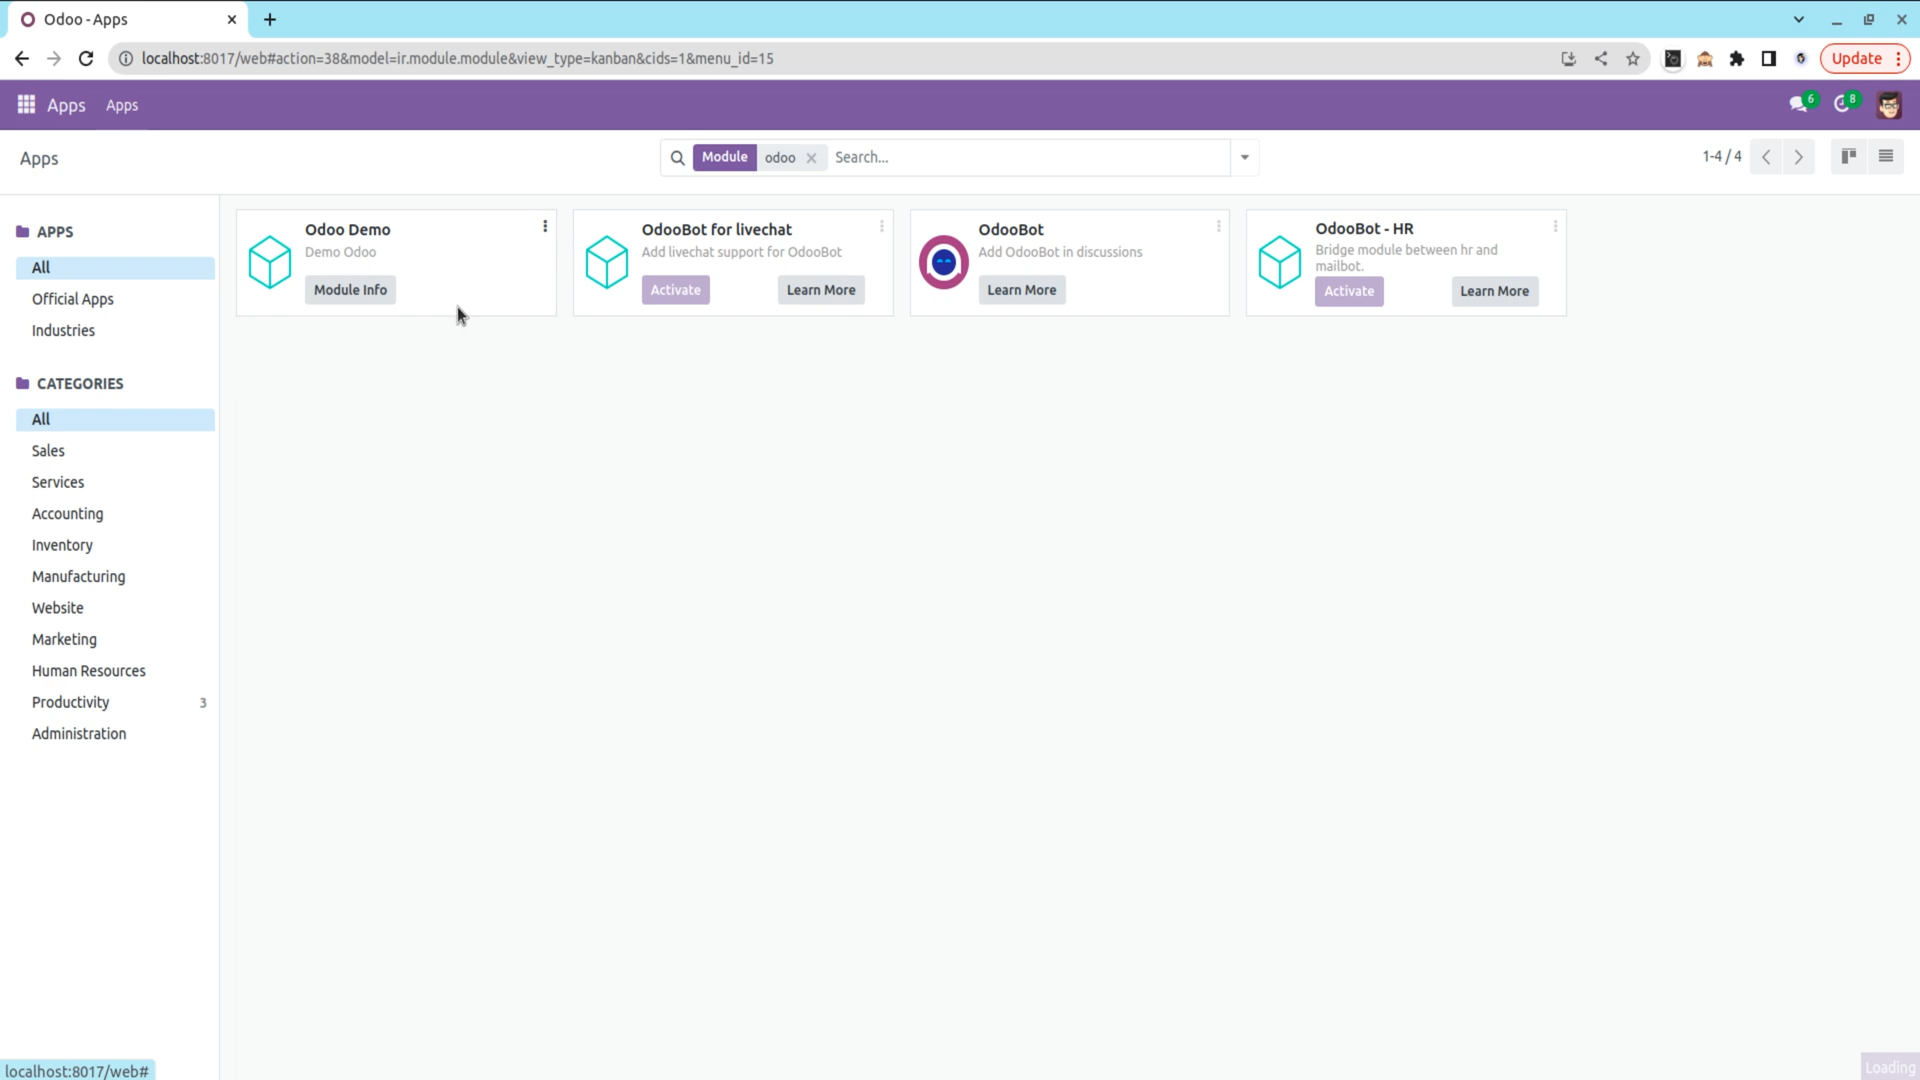 Odoo - Apps
localhost:8017/web#action=38&model=ir.module.module&view_type=kanban&cids=1&menu_id=15
Update
Apps
Apps
6
8
Apps
Module odoo
Search...
1-4 / 4
APPS
All
Official Apps
Industries
CATEGORIES
All
Sales
Services
Accounting
Inventory
Manufacturing
Website
Marketing
Human Resources
Productivity 3
Administration
Odoo Demo
Demo Odoo
Module Info
OdooBot for livechat
Add livechat support for OdooBot
Activate
Learn More
OdooBot
Add OdooBot in discussions
Learn More
OdooBot - HR
Bridge module between hr and
mailbot.
Activate
Learn More
localhost:8017/web#
Loading